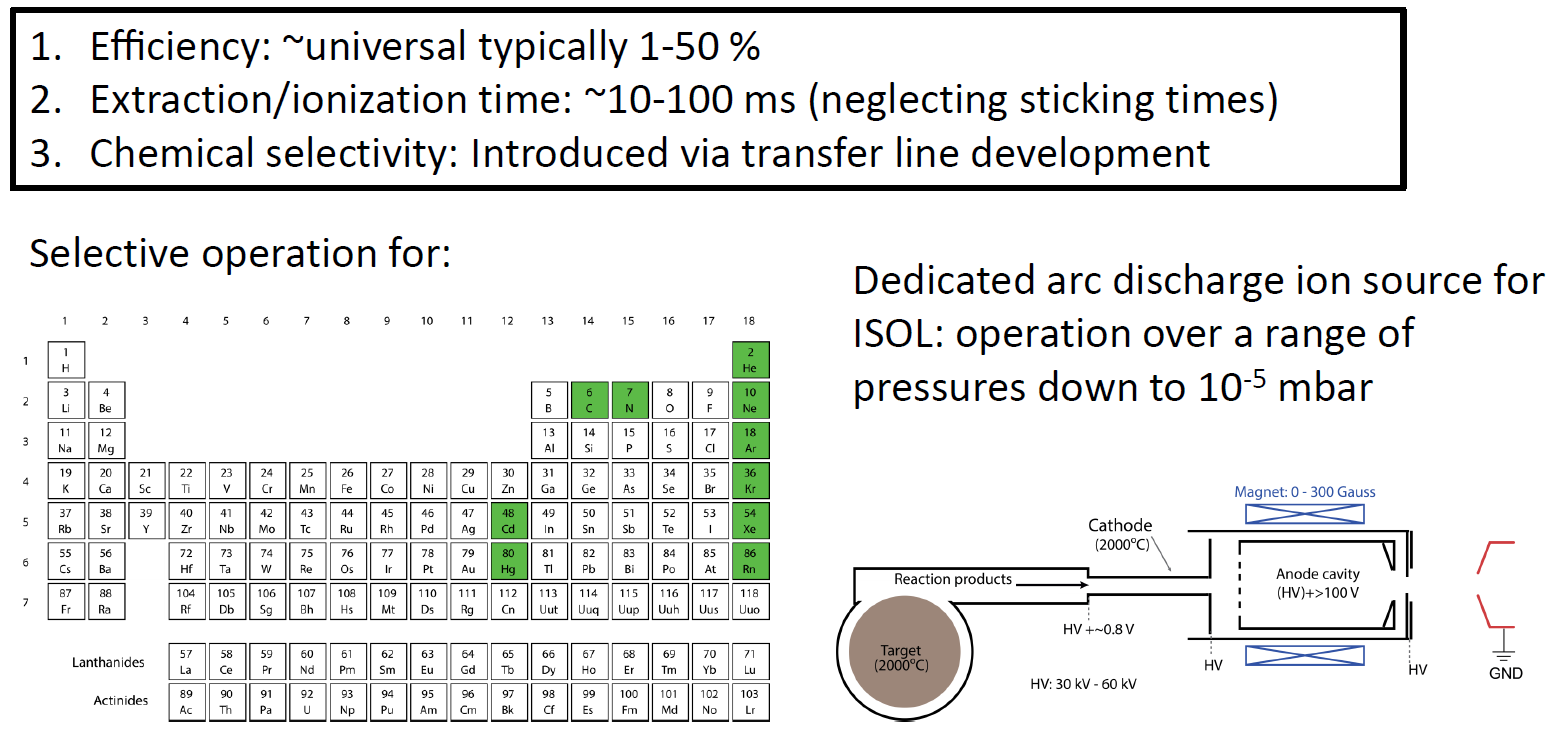 1. Efficiency: ~universal typically 1-50 %
2. Extraction/ionization time: ~10-100 ms (neglecting sticking times)
3. Chemical selectivity: Introduced via transfer line development
Selective operation for:
1 2 3 4 5 6 7 8 9 10 11 12 13 14 15 16 17 18
1 2
1 H He
3 4 5 6 7 8 9 10
2 Li Be B C N O F Ne
11 12 13 14 15 16 17 18
3 Na Mg Al Si P S Cl Ar
19 20 21 22 23 24 25 26 27 28 29 30 31 32 33 34 35 36
4 K Ca Sc Ti V Cr Mn Fe Co Ni Cu Zn Ga Ge As Se Br Kr
37 38 39 40 41 42 43 44 45 46 47 48 49 50 51 52 53 54
5 Rb Sr Y Zr Nb Mo Tc Ru Rh Pd Ag Cd In Sn Sb Te I Xe
55 56 72 73 74 75 76 77 78 79 80 81 82 83 84 85 86
6 Cs Ba Hf Ta W Re Os Ir Pt Au Hg Tl Pb Bi Po At Rn
87 88 104 105 106 107 108 109 110 111 112 113 114 115 116 117 118
7 Fr Ra Rf Db Sg Bh Hs Mt Ds Rg Cn Uut Uuq Uup Uuh Uus Uuo
57 58 59 60 61 62 63 64 65 66 67 68 69 70 71
Lanthanides La Ce Pr Nd Pm Sm Eu Gd Tb Dy Ho Er Tm Yb Lu
89 90 91 92 93 94 95 96 97 98 99 100 101 102 103
Actinides Ac Th Pa U Np Pu Am Cm Bk Cf Es Fm Md No Lr
Dedicated arc discharge ion source for
ISOL: operation over a range of
pressures down to 10⁻⁵ mbar
Magnet: 0 - 300 Gauss
Cathode
(2000°C)
Reaction products
Anode cavity
(HV)+>100 V
HV +~0.8 V
Target
(2000°C)
HV
HV
GND
HV: 30 kV - 60 kV